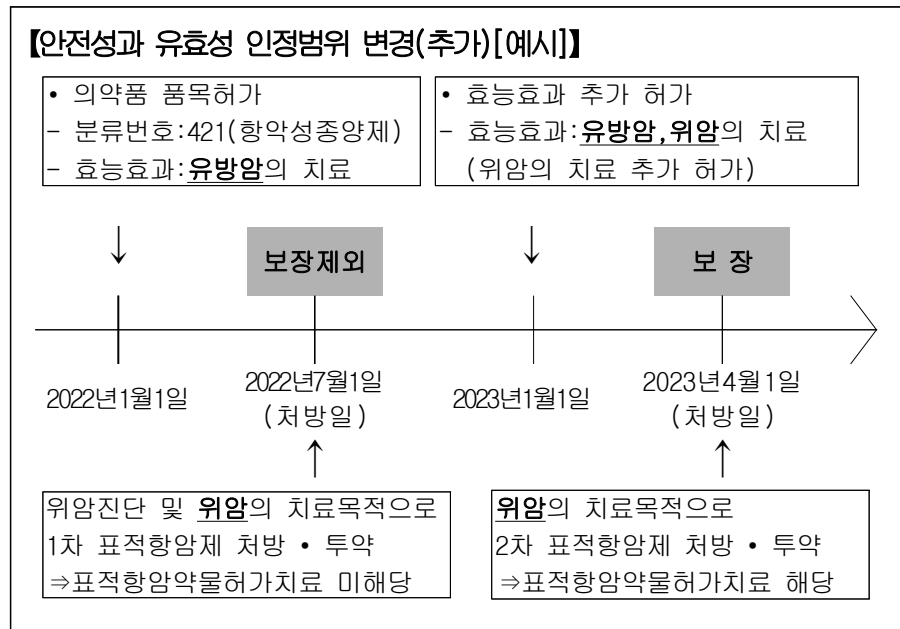 【안전성과 유효성 인정범위 변경(추가)[예시]】
• 의약품 품목허가
- 분류번호:421(항악성종양제)
- 효능효과:유방암의 치료
• 효능효과 추가 허가
- 효능효과:유방암,위암의 치료
(위암의 치료 추가 허가)
보장제외
보 장
2022년1월1일
2022년7월1일
(처방일)
2023년1월1일
2023년4월1일
(처방일)
위암진단 및 위암의 치료목적으로
1차 표적항암제 처방 • 투약
⇒표적항암약물허가치료 미해당
위암의 치료목적으로
2차 표적항암제 처방 • 투약
⇒표적항암약물허가치료 해당